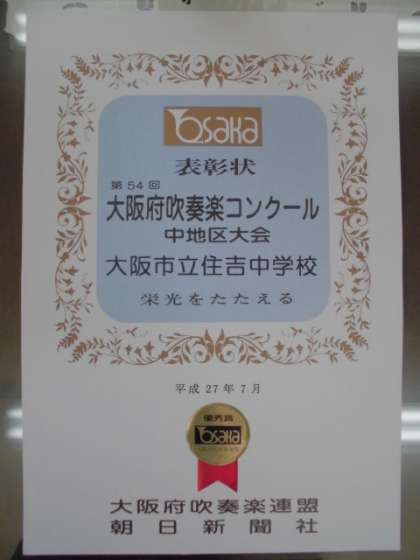 Osaka
表彰状
第54回
大阪府吹奏楽コンクール
中地区大会
大阪市立住吉中学校
栄光をたたえる
平成27年7月
優秀賞
Osaka
大阪府吹奏楽連盟
朝日新聞社